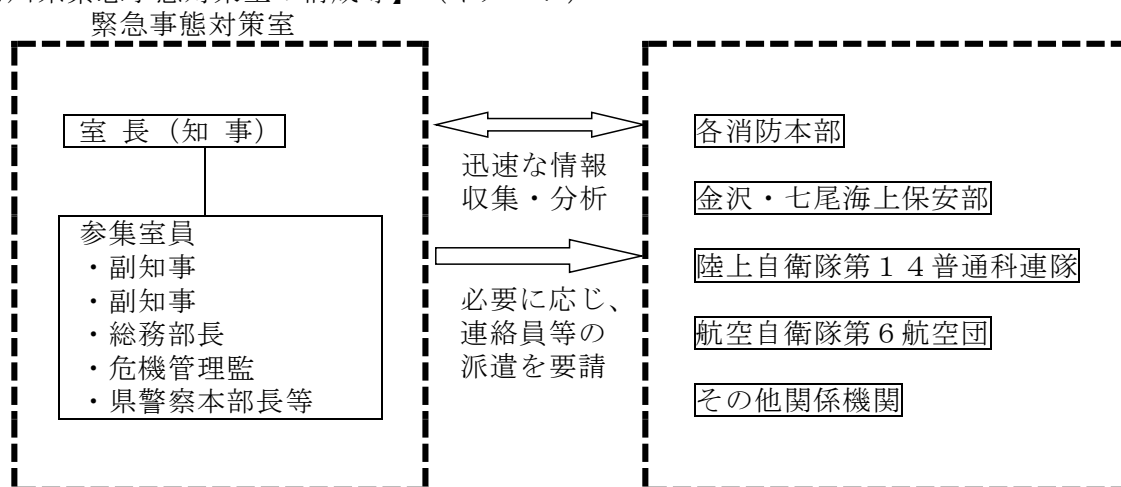 緊急事態対策室
室 長（知 事）
参集室員
・副知事
・副知事
・総務部長
・危機管理監
・県警察本部長等
迅速な情報
収集・分析
必要に応じ、
連絡員等の
派遣を要請
各消防本部
金沢・七尾海上保安部
陸上自衛隊第１４普通科連隊
航空自衛隊第６航空団
その他関係機関